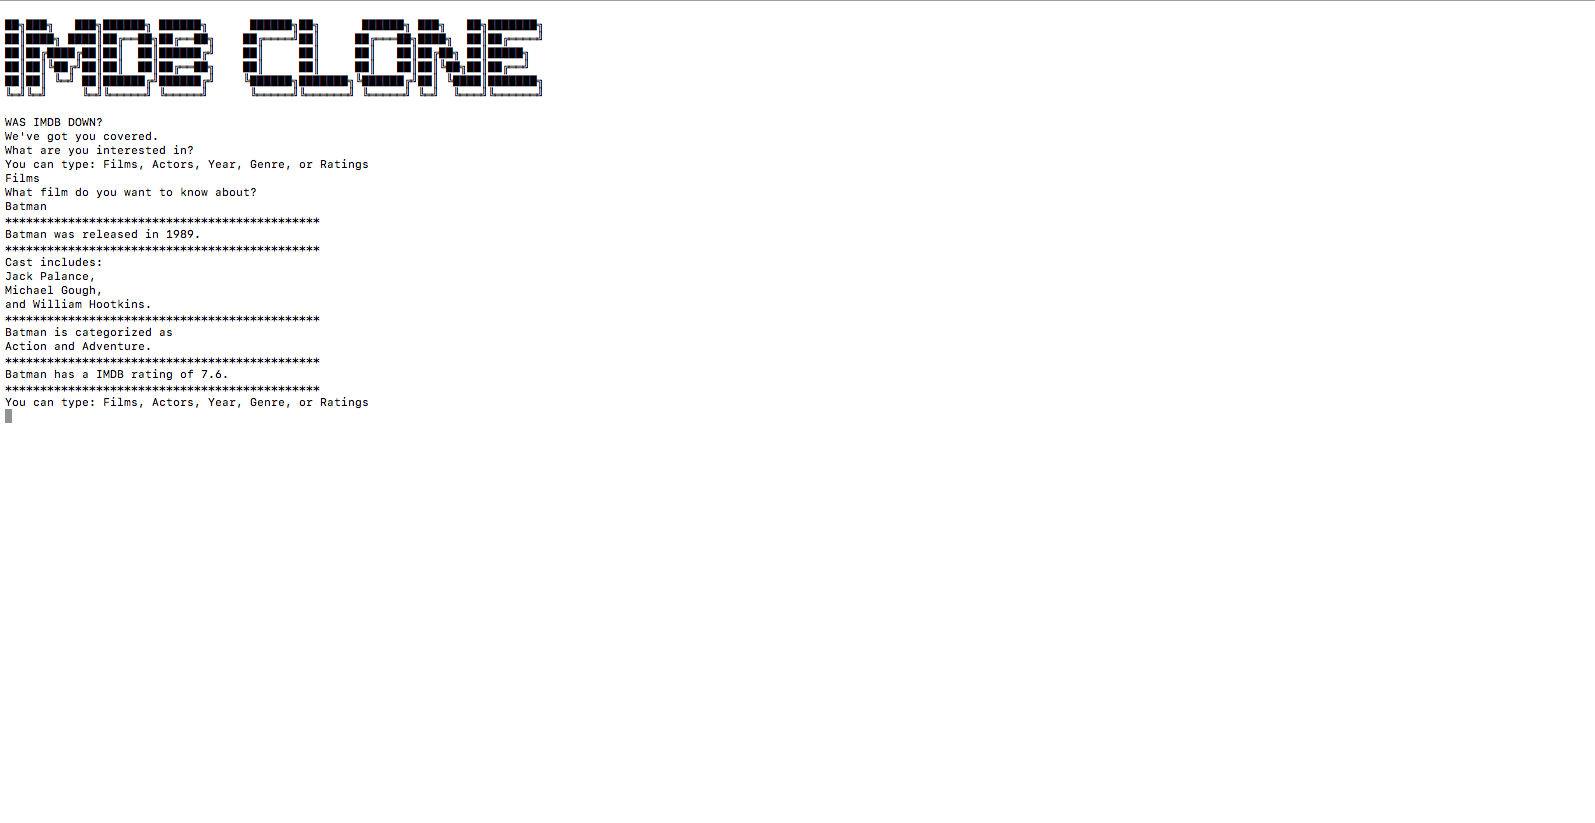 IMDB CLONE
WAS IMDB DOWN?
We've got you covered.
What are you interested in?
You can type: Films, Actors, Year, Genre, or Ratings
Films
What film do you want to know about?
Batman
*********************************************
Batman was released in 1989.
*********************************************
Cast includes:
Jack Palance,
Michael Gough,
and William Hootkins.
*********************************************
Batman is categorized as
Action and Adventure.
*********************************************
Batman has a IMDB rating of 7.6.
*********************************************
You can type: Films, Actors, Year, Genre, or Ratings